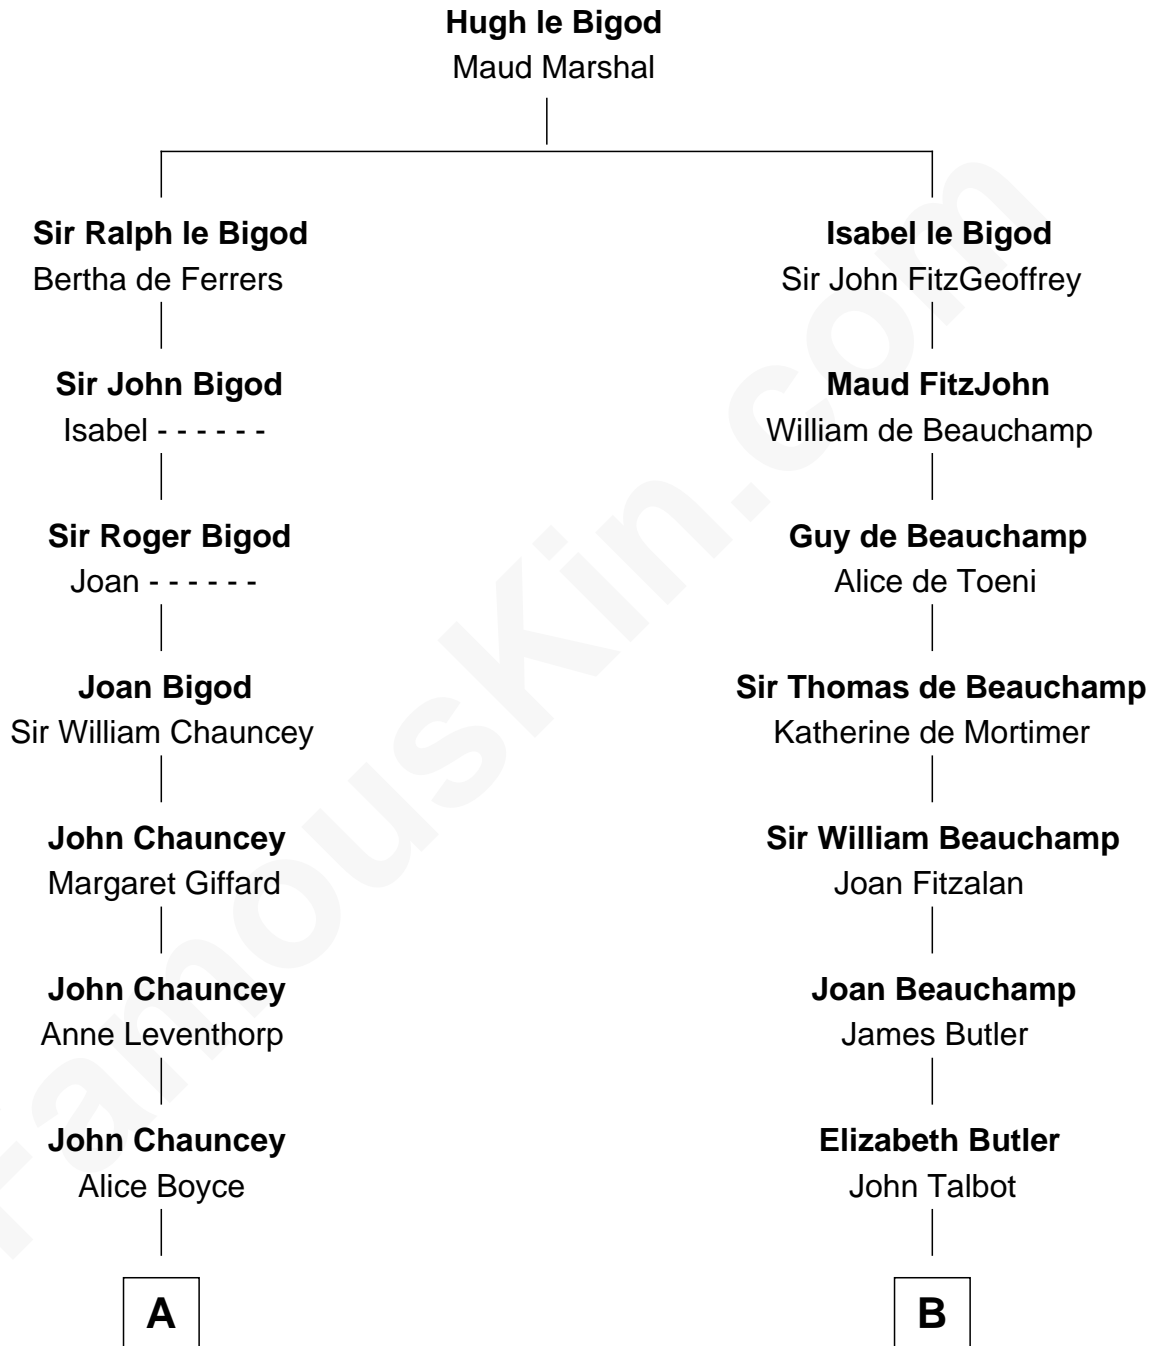 Hugh le Bigod
Maud Marshal
Sir Ralph le Bigod
Bertha de Ferrers
Sir John Bigod
Isabel - - - - - -
Sir Roger Bigod
Joan - - - - - -
Joan Bigod
Sir William Chauncey
John Chauncey
Margaret Giffard
John Chauncey
Anne Leventhorp
John Chauncey
Alice Boyce
A
Isabel le Bigod
Sir John FitzGeoffrey
Maud FitzJohn
William de Beauchamp
Guy de Beauchamp
Alice de Toeni
Sir Thomas de Beauchamp
Katherine de Mortimer
Sir William Beauchamp
Joan Fitzalan
Joan Beauchamp
James Butler
Elizabeth Butler
John Talbot
B
FamousKin.com